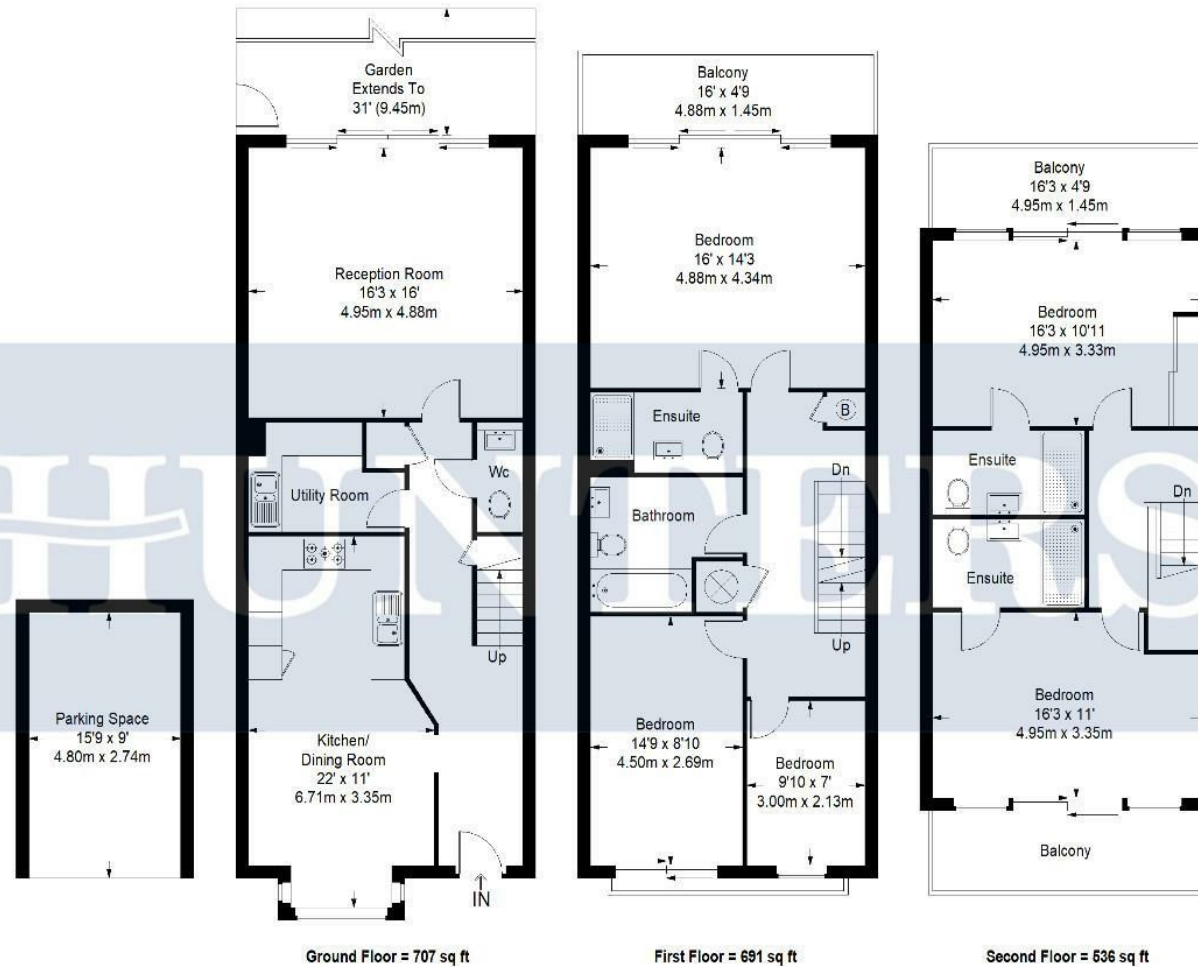 Garden
Extends To
31' (9.45m)
Reception Room
16'3 x 16'
4.95m x 4.88m
Utility Room
Wc
Up
Kitchen/
Dining Room
22' x 11'
6.71m x 3.35m
IN
Parking Space
15'9 x 9'
4.80m x 2.74m
Ground Floor = 707 sq ft
Balcony
16' x 4'9
4.88m x 1.45m
Bedroom
16' x 14'3
4.88m x 4.34m
Ensuite
B
Dn
Bathroom
Up
Bedroom
14'9 x 8'10
4.50m x 2.69m
Bedroom
9'10 x 7'
3.00m x 2.13m
First Floor = 691 sq ft
Balcony
16'3 x 4'9
4.95m x 1.45m
Bedroom
16'3 x 10'11
4.95m x 3.33m
Ensuite
Dn
Ensuite
Bedroom
16'3 x 11'
4.95m x 3.35m
Balcony
Second Floor = 536 sq ft
HUNTERS